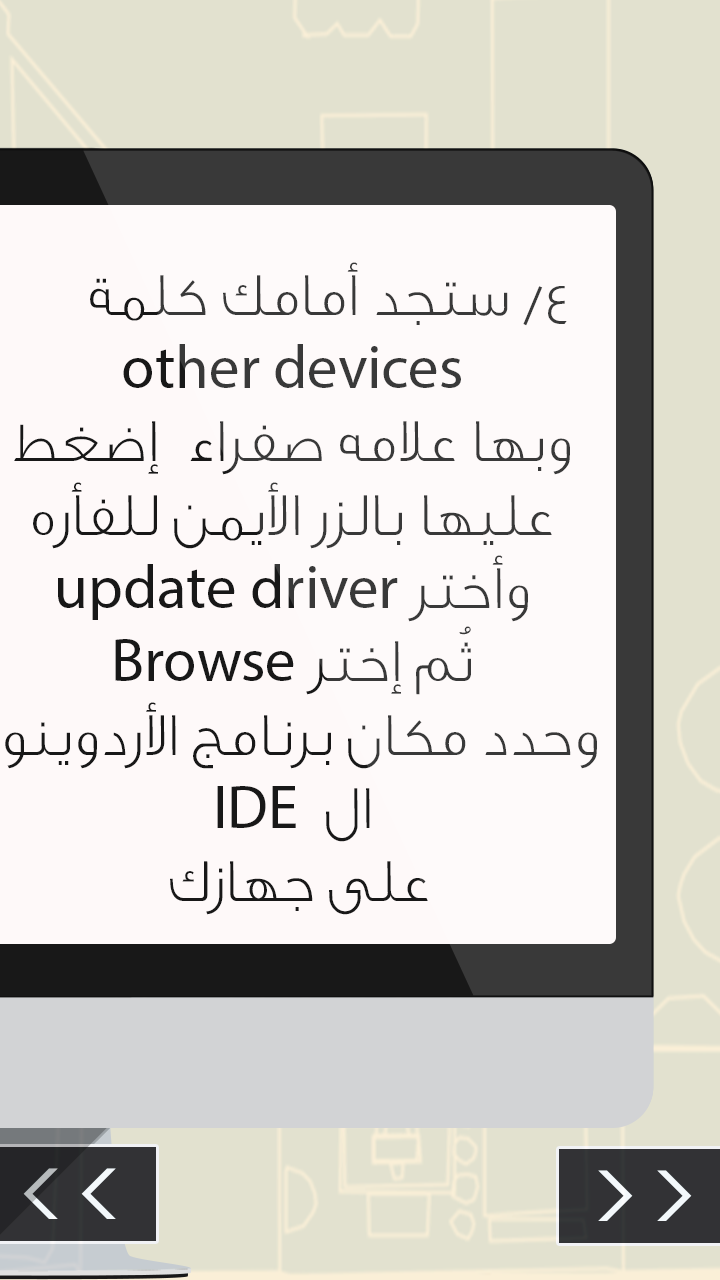 ٤/ ستجد أمامك كلمة
other devices
وبها علامه صفراء إضغط
عليها بالزر الأيمن للفأره
وأختر update driver
ثُم إختر Browse
وحدد مكان برنامج الأردوينو
ال IDE
على جهازك